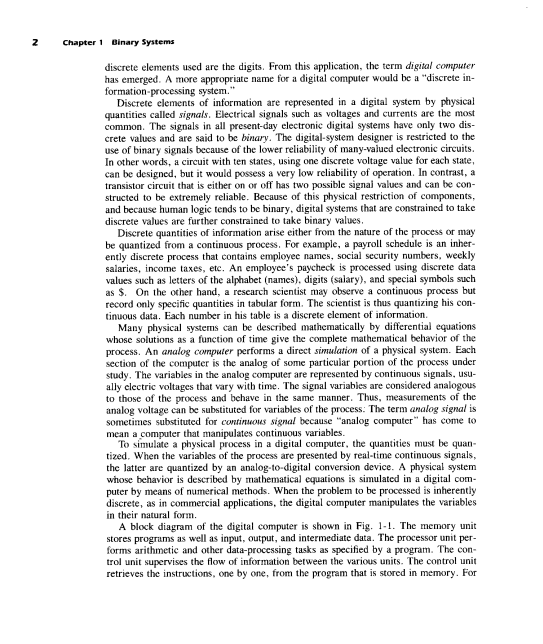 2 Chapter 1 Binary Systems
discrete elements used are the digits. From this application, the term digital computer
has emerged. A more appropriate name for a digital computer would be a “discrete in-
formation-processing system.”
Discrete elements of information are represented in a digital system by physical
quantities called signals. Electrical signals such as voltages and currents are the most
common. The signals in all present-day electronic digital systems have only two dis-
crete values and are said to be binary. The digital-system designer is restricted to the
use of binary signals because of the lower reliability of many-valued electronic circuits.
In other words, a circuit with ten states, using one discrete voltage value for each state,
can be designed, but it would possess a very low reliability of operation. In contrast, a
transistor circuit that is either on or off has two possible signal values and can be con-
structed to be extremely reliable. Because of this physical restriction of components,
and because human logic tends to be binary, digital systems that are constrained to take
discrete values are further constrained to take binary values.
Discrete quantities of information arise either from the nature of the process or may
be quantized from a continuous process. For example, a payroll schedule is an inher-
ently discrete process that contains employee names, social security numbers, weekly
salaries, income taxes, etc. An employee’s paycheck is processed using discrete data
values such as letters of the alphabet (names), digits (salary), and special symbols such
as $. On the other hand, a research scientist may observe a continuous process but
record only specific quantities in tabular form. The scientist is thus quantizing his con-
tinuous data. Each number in his table is a discrete element of information.
Many physical systems can be described mathematically by differential equations
whose solutions as a function of time give the complete mathematical behavior of the
process. An analog computer performs a direct simulation of a physical system. Each
section of the computer is the analog of some particular portion of the process under
study. The variables in the analog computer are represented by continuous signals, usu-
ally electric voltages that vary with time. The signal variables are considered analogous
to those of the process and behave in the same manner. Thus, measurements of the
analog voltage can be substituted for variables of the process. The term analog signal is
sometimes substituted for continuous signal because “analog computer” has come to
mean a computer that manipulates continuous variables.
To simulate a physical process in a digital computer, the quantities must be quan-
tized. When the variables of the process are presented by real-time continuous signals,
the latter are quantized by an analog-to-digital conversion device. A physical system
whose behavior is described by mathematical equations is simulated in a digital com-
puter by means of numerical methods. When the problem to be processed is inherently
discrete, as in commercial applications, the digital computer manipulates the variables
in their natural form.
A block diagram of the digital computer is shown in Fig. 1-1. The memory unit
stores programs as well as input, output, and intermediate data. The processor unit per-
forms arithmetic and other data-processing tasks as specified by a program. The con-
trol unit supervises the flow of information between the various units. The control unit
retrieves the instructions, one by one, from the program that is stored in memory. For